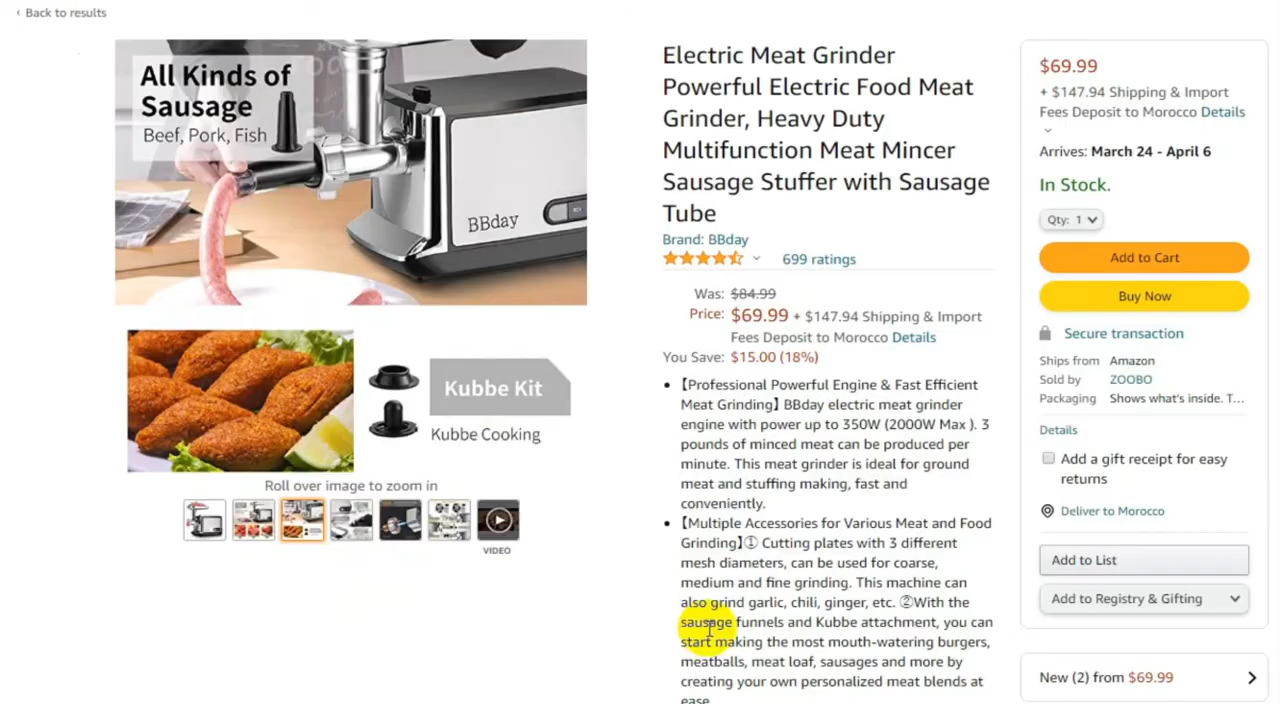 ‹ Back to results
All Kinds of
Sausage
Beef, Pork, Fish
BBday
Kubbe Kit
Kubbe Cooking
Roll over image to zoom in
VIDEO
Electric Meat Grinder
Powerful Electric Food Meat
Grinder, Heavy Duty
Multifunction Meat Mincer
Sausage Stuffer with Sausage
Tube
Brand: BBday
699 ratings
Was: $84.99
Price: $69.99 + $147.94 Shipping & Import
Fees Deposit to Morocco Details
You Save: $15.00 (18%)
• 【Professional Powerful Engine & Fast Efficient
Meat Grinding】BBday electric meat grinder
engine with power up to 350W (2000W Max ). 3
pounds of minced meat can be produced per
minute. This meat grinder is ideal for ground
meat and stuffing making, fast and
conveniently.
• 【Multiple Accessories for Various Meat and Food
Grinding】① Cutting plates with 3 different
mesh diameters, can be used for coarse,
medium and fine grinding. This machine can
also grind garlic, chili, ginger, etc. ②With the
sausage funnels and Kubbe attachment, you can
start making the most mouth-watering burgers,
meatballs, meat loaf, sausages and more by
creating your own personalized meat blends at
ease
$69.99
+ $147.94 Shipping & Import
Fees Deposit to Morocco Details
Arrives: March 24 - April 6
In Stock.
Qty: 1
Add to Cart
Buy Now
Secure transaction
Ships from Amazon
Sold by ZOOBO
Packaging Shows what's inside. T...
Details
Add a gift receipt for easy
returns
Deliver to Morocco
Add to List
Add to Registry & Gifting
New (2) from $69.99